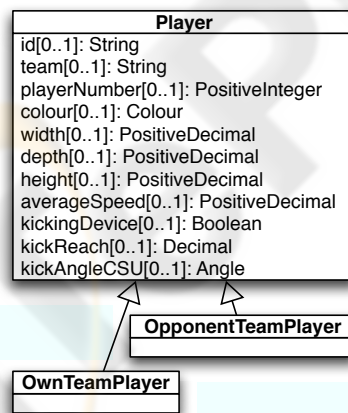 Player
id[0..1]: String
team[0..1]: String
playerNumber[0..1]: PositiveInteger
colour[0..1]: Colour
width[0..1]: PositiveDecimal
depth[0..1]: PositiveDecimal
height[0..1]: PositiveDecimal
averageSpeed[0..1]: PositiveDecimal
kickingDevice[0..1]: Boolean
kickReach[0..1]: Decimal
kickAngleCSU[0..1]: Angle
OpponentTeamPlayer
OwnTeamPlayer